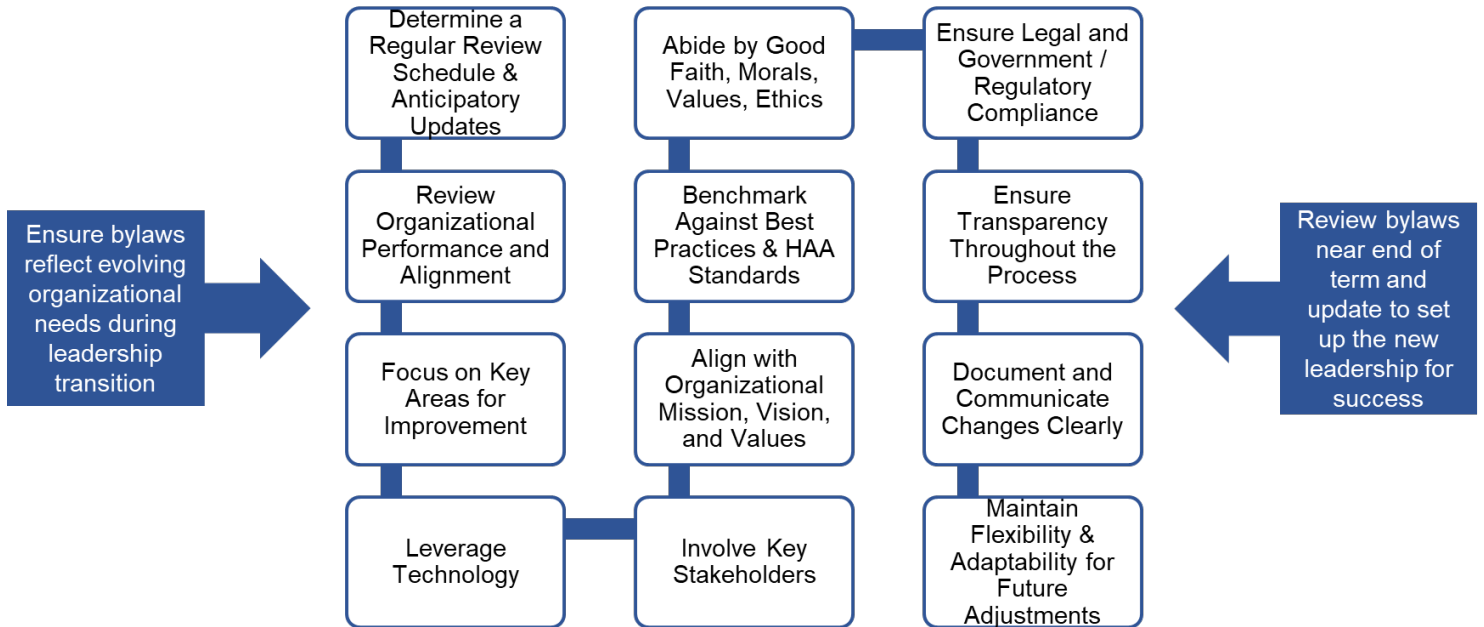 Ensure bylaws
reflect evolving
organizational
needs during
leadership
transition
Determine a
Regular Review
Schedule &
Anticipatory
Updates
Review
Organizational
Performance and
Alignment
Focus on Key
Areas for
Improvement
Leverage
Technology
Involve Key
Stakeholders
Align with
Organizational
Mission, Vision,
and Values
Benchmark
Against Best
Practices & HAA
Standards
Abide by Good
Faith, Morals,
Values, Ethics
Ensure Legal and
Government /
Regulatory
Compliance
Ensure
Transparency
Throughout the
Process
Document and
Communicate
Changes Clearly
Maintain
Flexibility &
Adaptability for
Future
Adjustments
Review bylaws
near end of
term and
update to set
up the new
leadership for
success